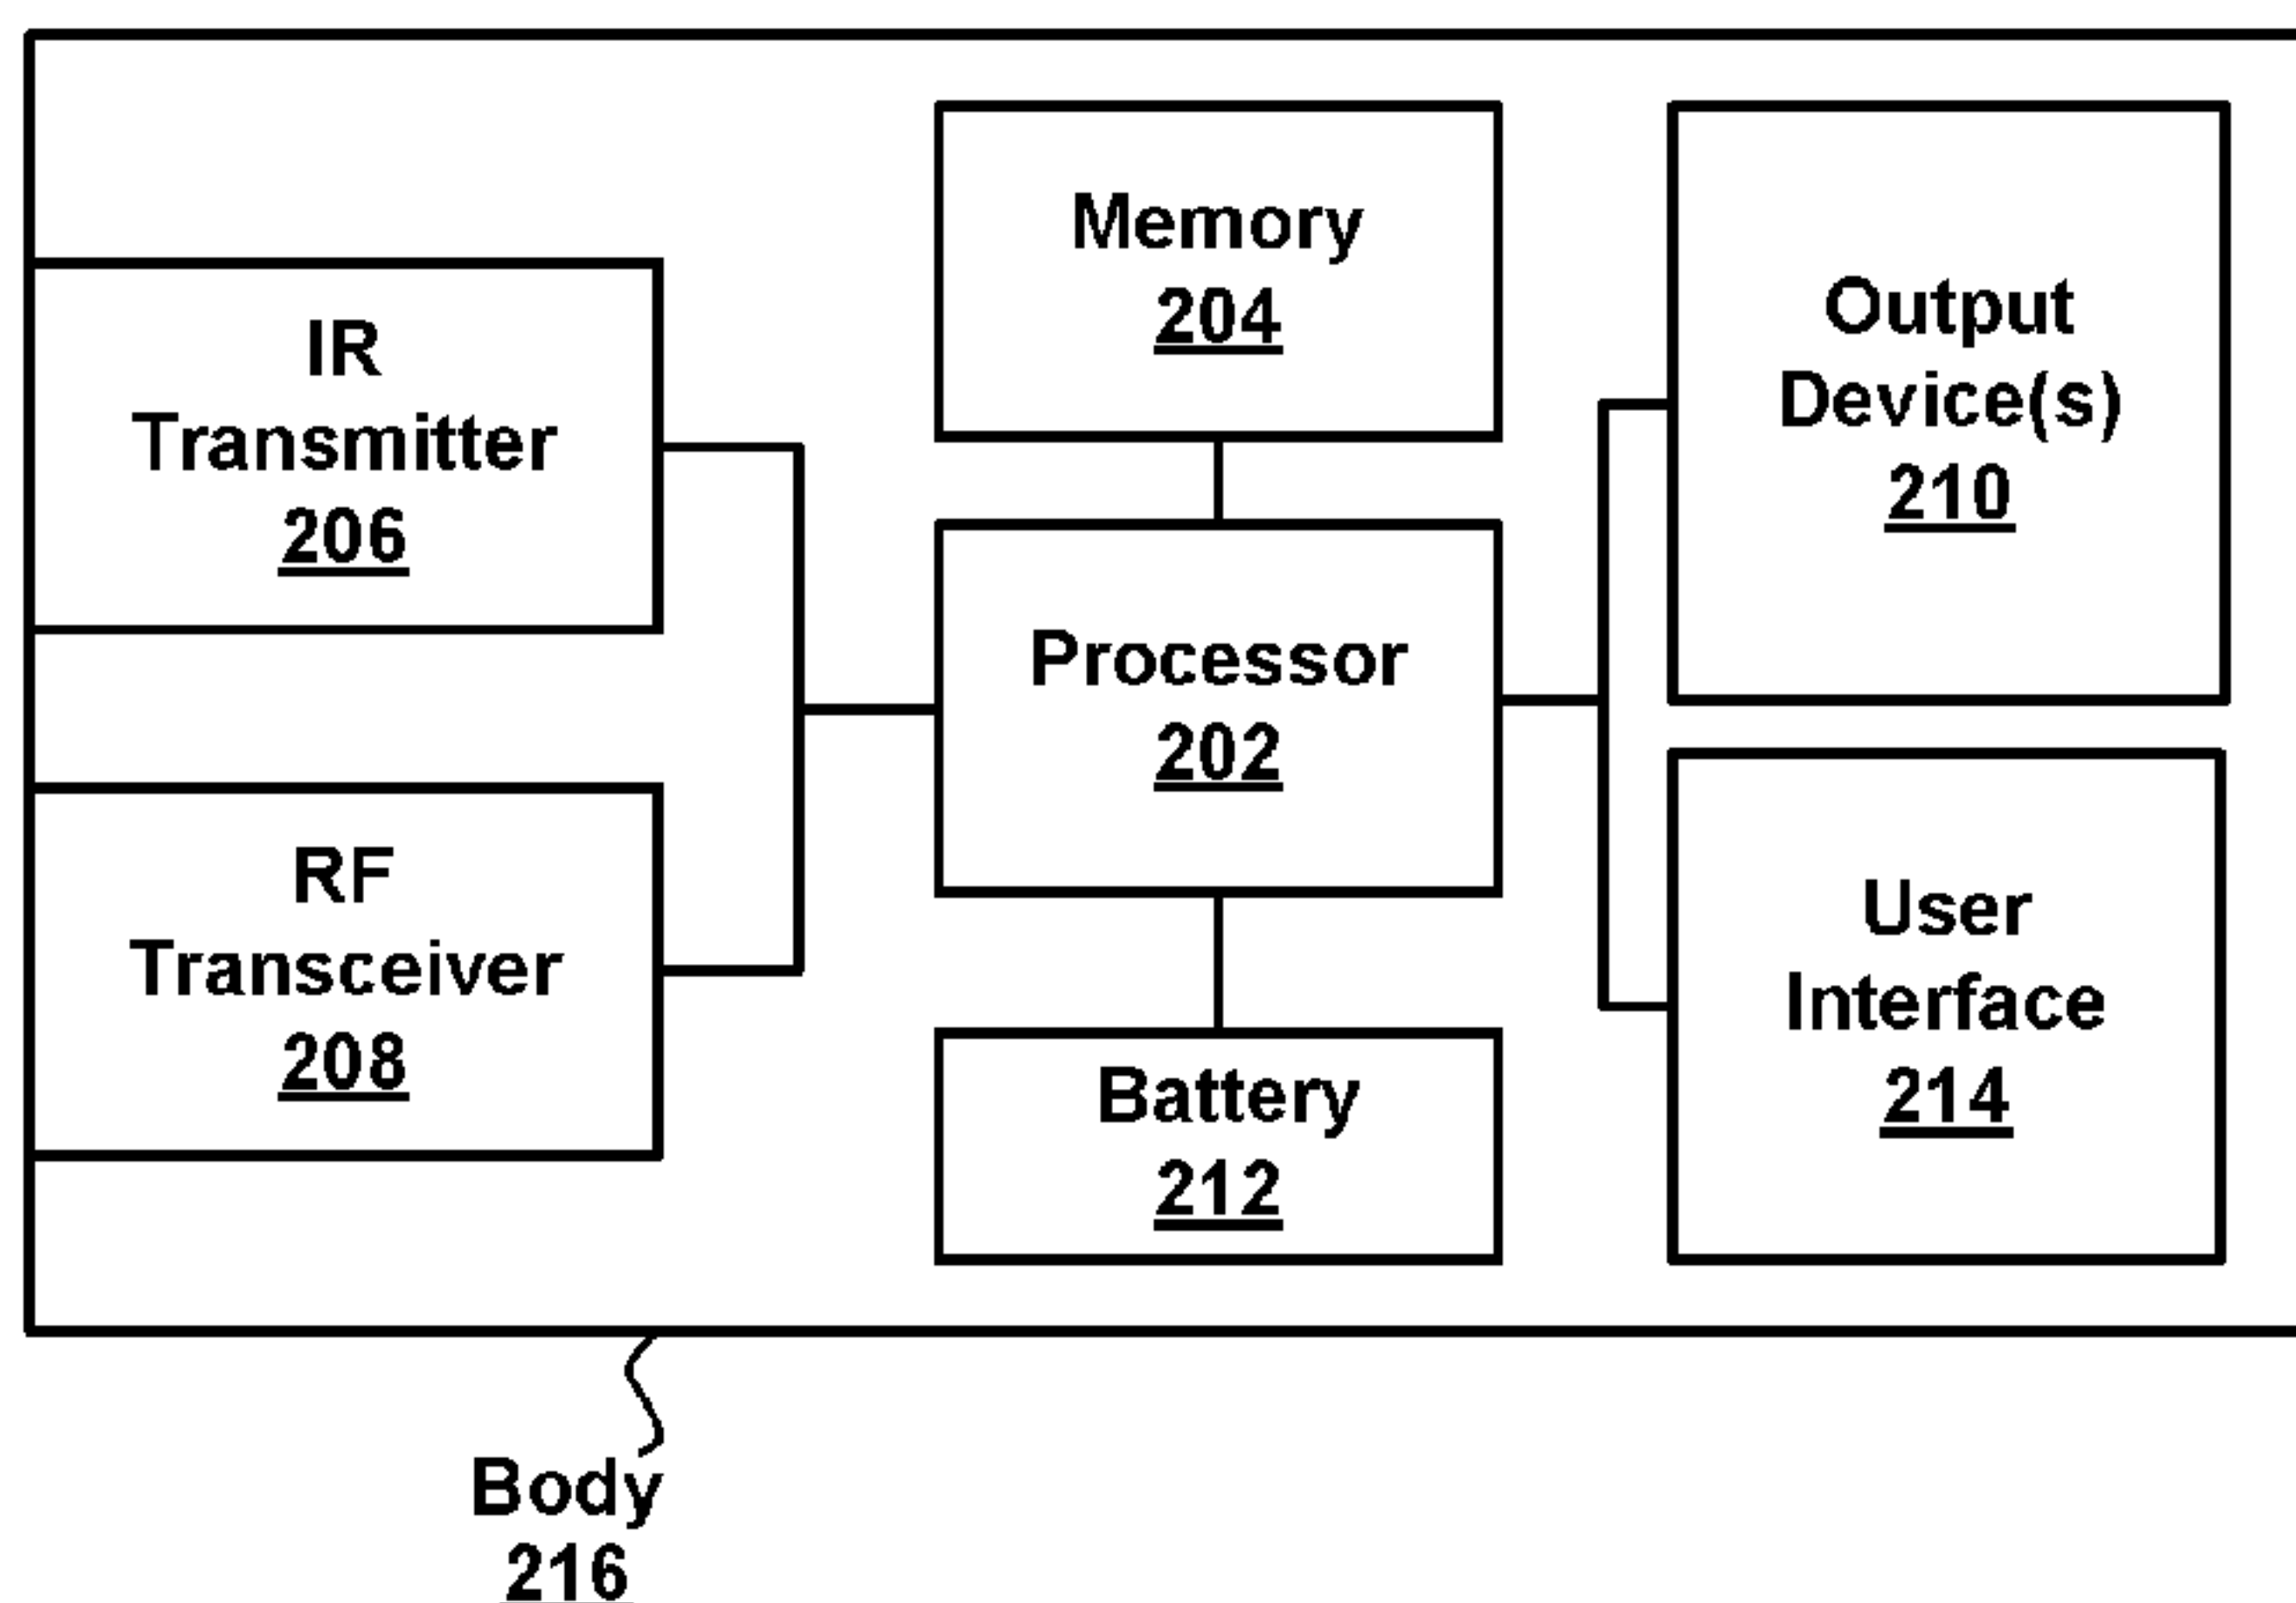 Memory
204
Output
Device(s)
210
IR
Transmitter
206
Processor
202
RF
Transceiver
208
User
Interface
214
Battery
212
Body
216